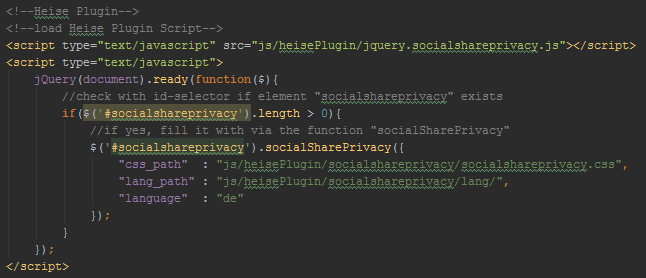 <!--Heise Plugin-->
<!--load Heise Plugin Script-->
<script type="text/javascript" src="js/heisePlugin/jquery.socialshareprivacy.js"></script>
<script type="text/javascript">
    jQuery(document).ready(function($){
        //check with id-selector if element "socialshareprivacy" exists
        if($('#socialshareprivacy').length > 0){
            //if yes, fill it with via the function "socialSharePrivacy"
            $('#socialshareprivacy').socialSharePrivacy({
                "css_path"  : "js/heisePlugin/socialshareprivacy/socialshareprivacy.css",
                "lang_path" : "js/heisePlugin/socialshareprivacy/lang/",
                "language"  : "de"
            });
        }
    });
</script>